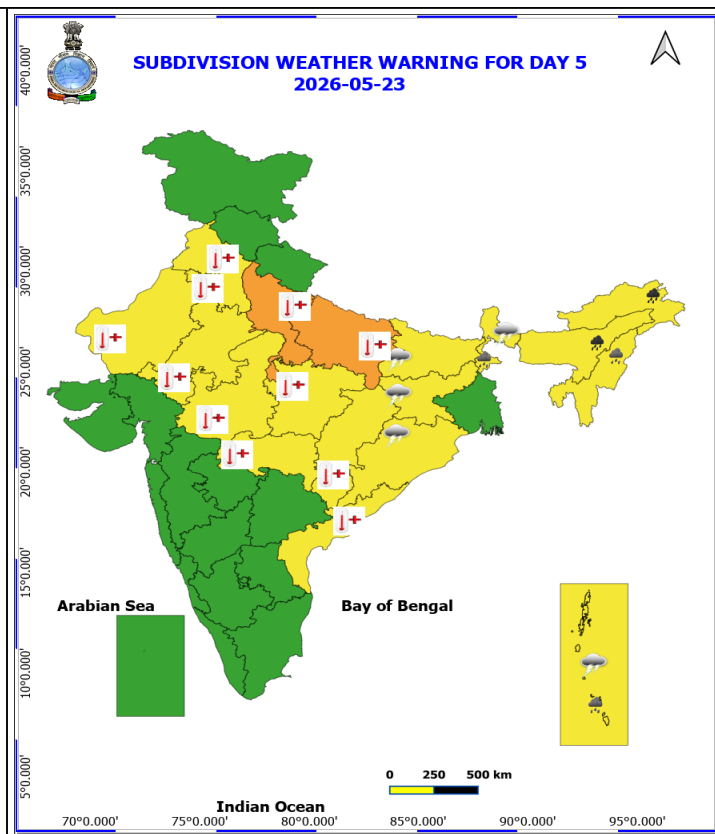 SUBDIVISION WEATHER WARNING FOR DAY 5
2026-05-23
40°0.000'
35°0.000'
30°0.000'
25°0.000'
20°0.000'
15°0.000'
10°0.000'
5°0.000'
Arabian Sea
Bay of Bengal
0 250 500 km
Indian Ocean
70°0.000' 75°0.000' 80°0.000' 85°0.000' 90°0.000' 95°0.000'